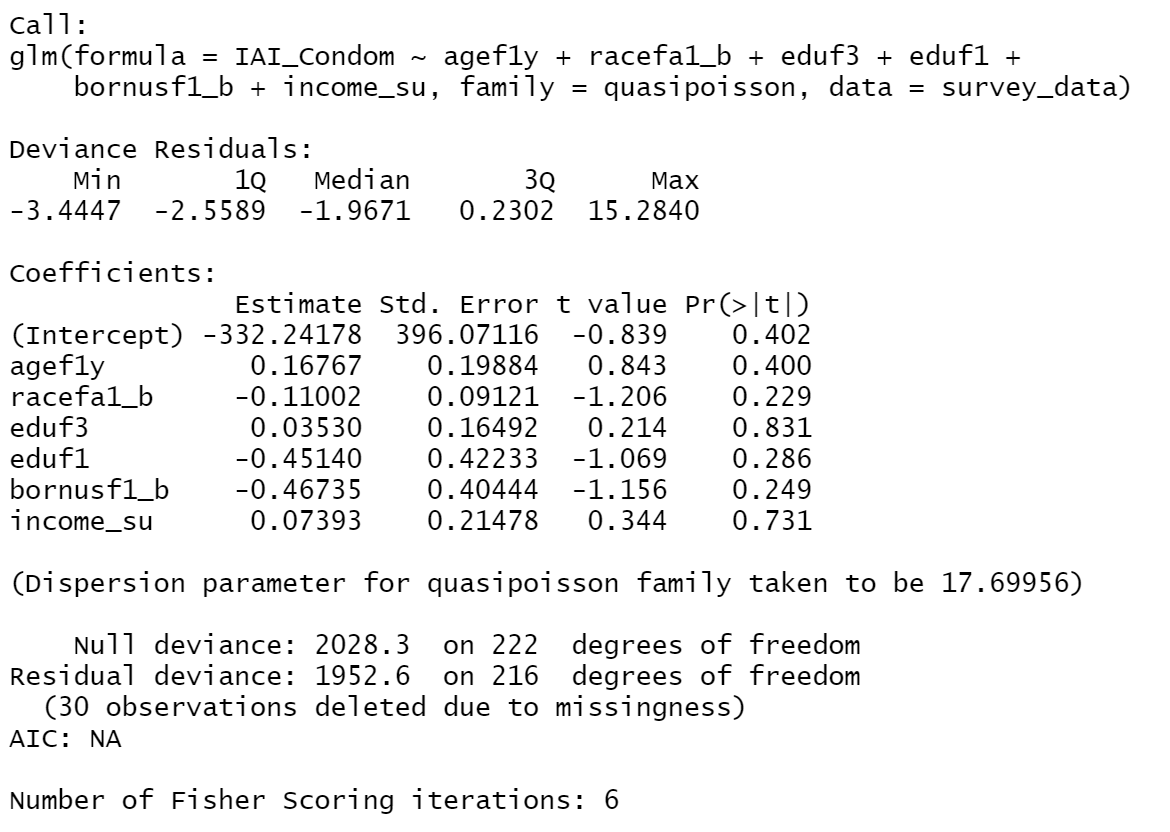 Call:
glm(formula = IAI_Condom ~ agef1y + racefa1_b + eduf3 + eduf1 +
    bornusf1_b + income_su, family = quasipoisson, data = survey_data)

Deviance Residuals:
    Min       1Q   Median       3Q      Max
-3.4447  -2.5589  -1.9671   0.2302  15.2840

Coefficients:
              Estimate Std. Error t value Pr(>|t|)
(Intercept) -332.24178  396.07116  -0.839    0.402
agef1y         0.16767    0.19884   0.843    0.400
racefa1_b     -0.11002    0.09121  -1.206    0.229
eduf3          0.03530    0.16492   0.214    0.831
eduf1         -0.45140    0.42233  -1.069    0.286
bornusf1_b    -0.46735    0.40444  -1.156    0.249
income_su      0.07393    0.21478   0.344    0.731

(Dispersion parameter for quasipoisson family taken to be 17.69956)

    Null deviance: 2028.3  on 222  degrees of freedom
Residual deviance: 1952.6  on 216  degrees of freedom
  (30 observations deleted due to missingness)
AIC: NA

Number of Fisher Scoring iterations: 6